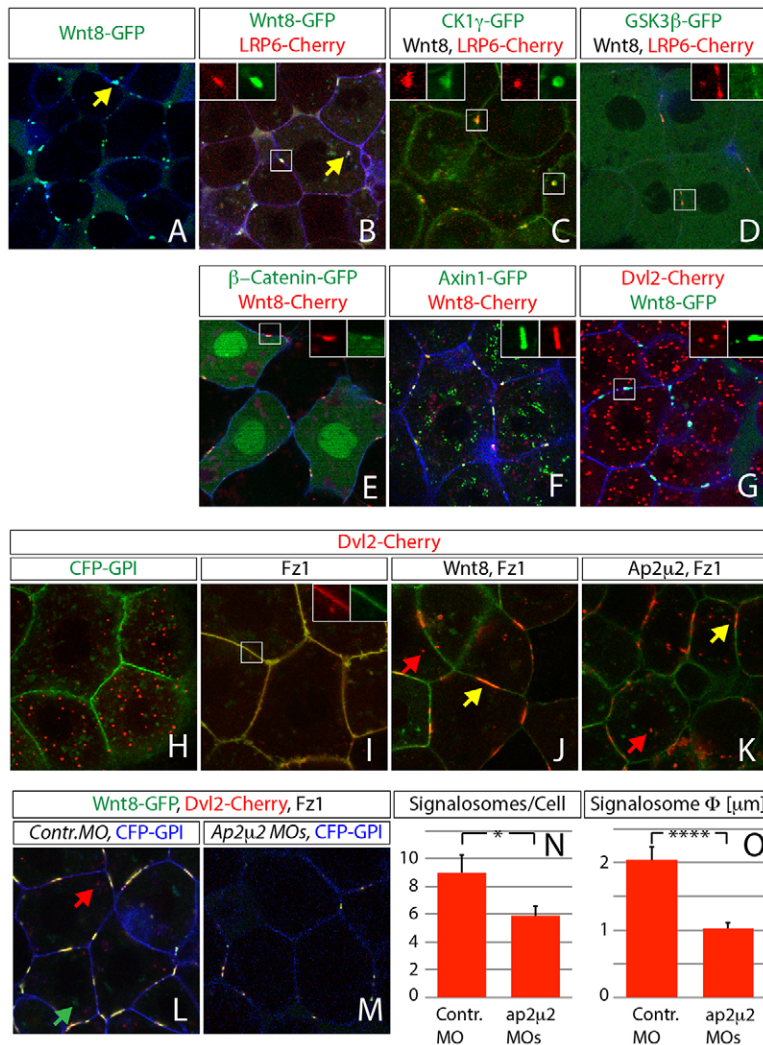 Wnt8-GFP
Wnt8-GFP
LRP6-Cherry
CK1γ-GFP
Wnt8, LRP6-Cherry
GSK3β-GFP
Wnt8, LRP6-Cherry
A
B
C
D
β–Catenin-GFP
Wnt8-Cherry
Axin1-GFP
Wnt8-Cherry
Dvl2-Cherry
Wnt8-GFP
E
F
G
Dvl2-Cherry
CFP-GPI
Fz1
Wnt8, Fz1
Ap2μ2, Fz1
H
I
J
K
Wnt8-GFP, Dvl2-Cherry, Fz1
Contr.MO, CFP-GPI
Ap2μ2 MOs, CFP-GPI
L
M
Signalosomes/Cell
N
*
10
8
6
4
2
0
Contr.
MO
ap2μ2
MOs
Signalosome Φ [μm]
O
****
2
1
0
Contr.
MO
ap2μ2
MOs